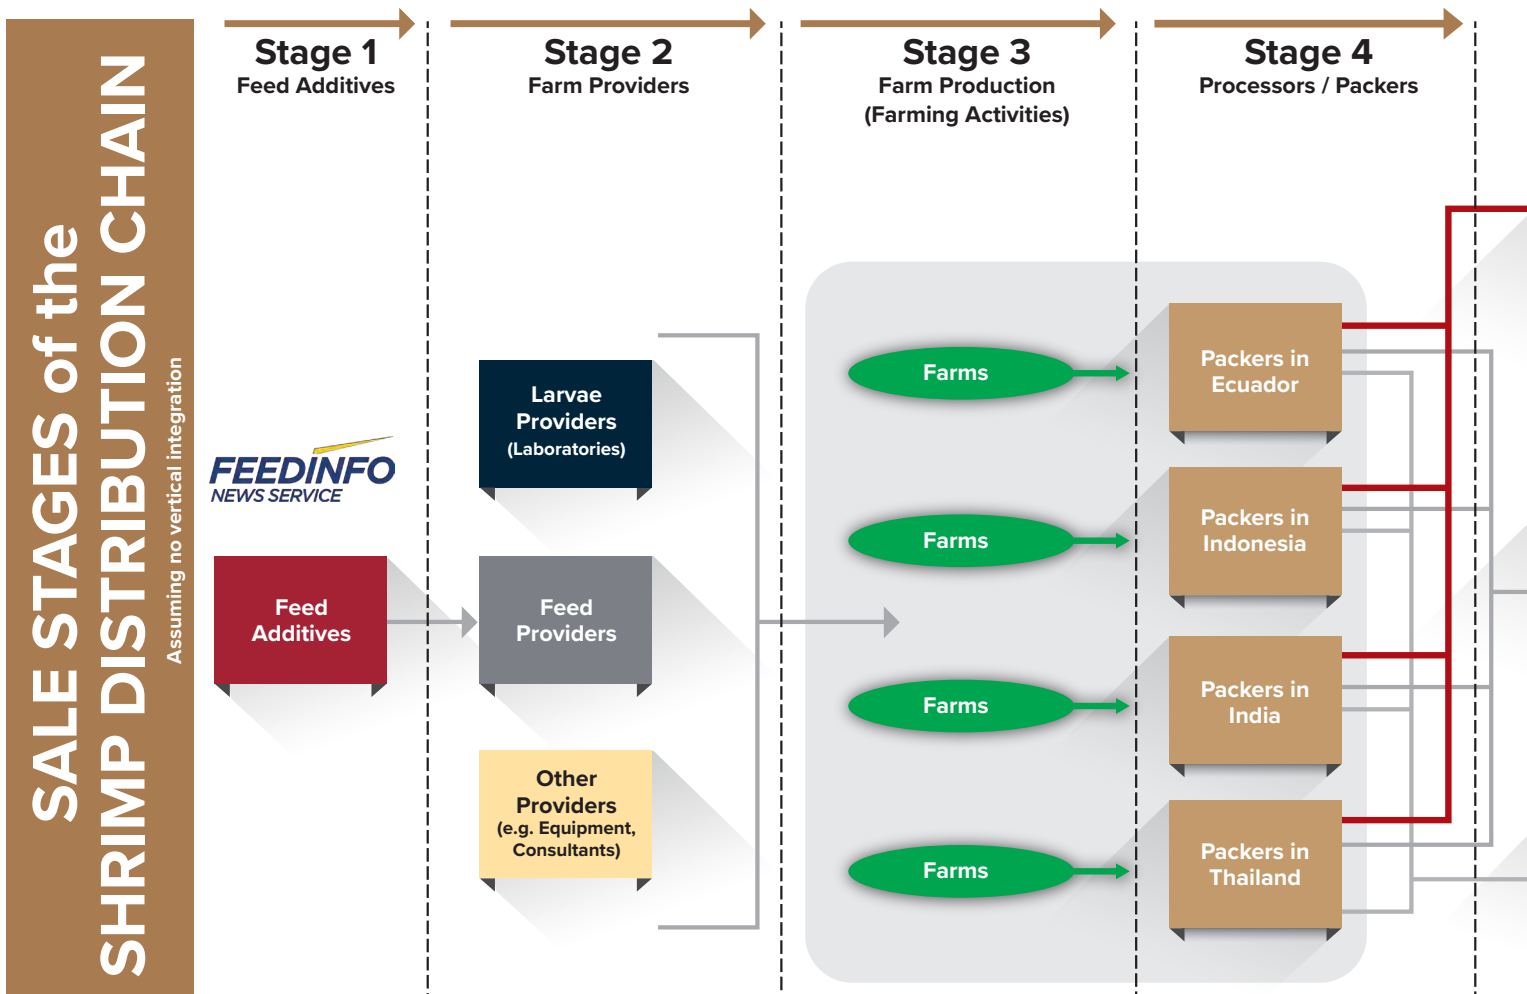 SALE STAGES of the
SHRIMP DISTRIBUTION CHAIN
Assuming no vertical integration
Stage 1
Feed Additives
Stage 2
Farm Providers
Stage 3
Farm Production
(Farming Activities)
Stage 4
Processors / Packers
FEEDINFO
NEWS SERVICE
Feed
Additives
Larvae
Providers
(Laboratories)
Feed
Providers
Other
Providers
(e.g. Equipment,
Consultants)
Farms
Farms
Farms
Farms
Packers in
Ecuador
Packers in
Indonesia
Packers in
India
Packers in
Thailand